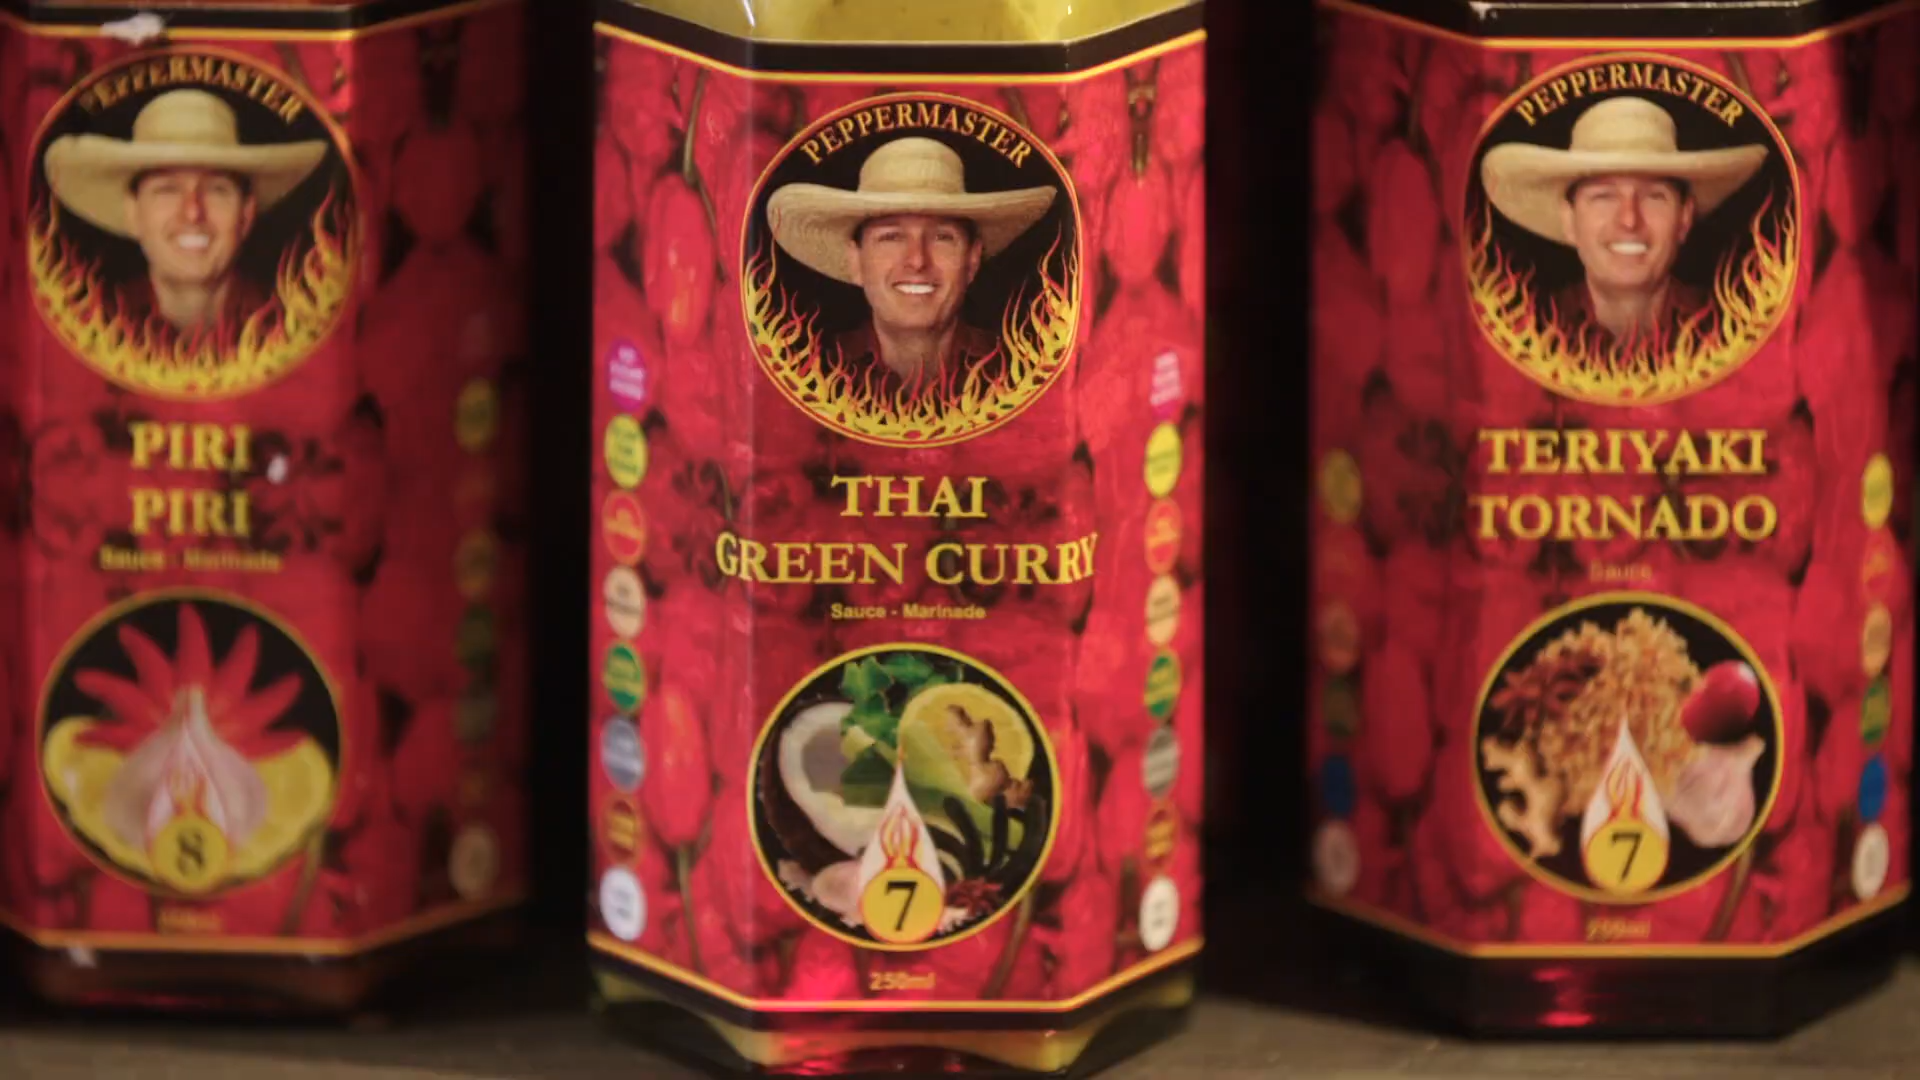 PEPPERMASTER
PIRI
PIRI
Sauce - Marinade
8
PEPPERMASTER
THAI
GREEN CURRY
Sauce - Marinade
7
250ml
PEPPERMASTER
TERIYAKI
TORNADO
Sauce
7
250ml